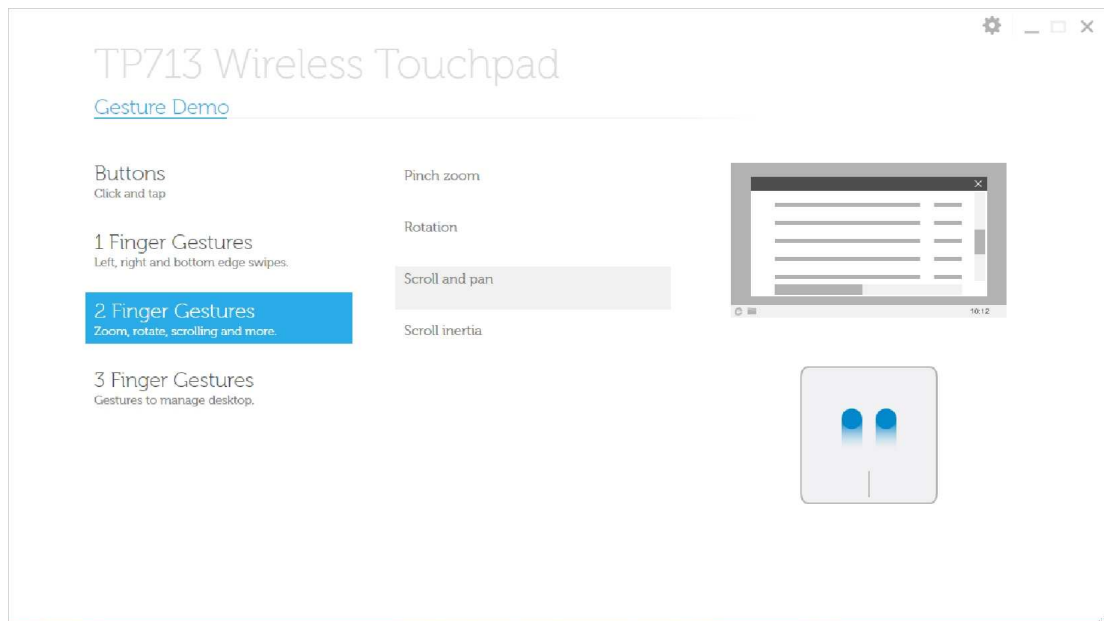 TP713 Wireless Touchpad
Gesture Demo
Buttons
Click and tap
1 Finger Gestures
Left, right and bottom edge swipes.
2 Finger Gestures
Zoom, rotate, scrolling and more.
3 Finger Gestures
Gestures to manage desktop.
Pinch zoom
Rotation
Scroll and pan
Scroll inertia
10:12